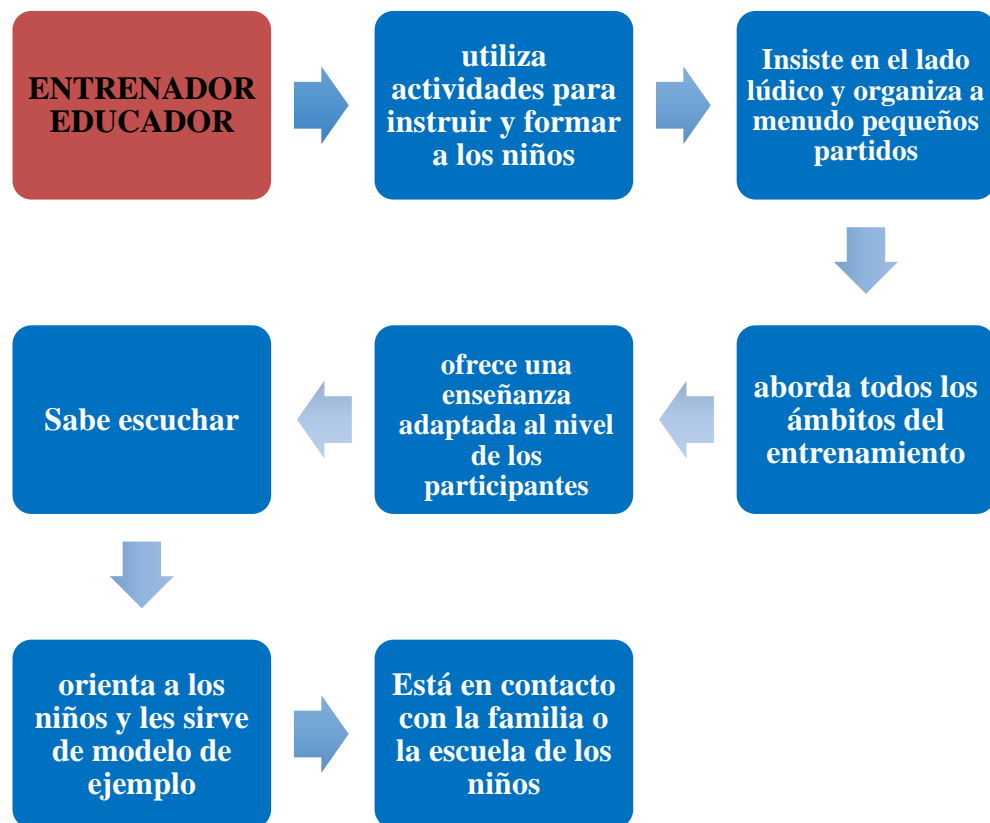 ENTRENADOR
EDUCADOR
utiliza
actividades para
instruir y formar
a los niños
Insiste en el lado
lúdico y organiza a
menudo pequeños
partidos
aborda todos los
ámbitos del
entrenamiento
ofrece una
enseñanza
adaptada al nivel
de los
participantes
Sabe escuchar
orienta a los
niños y les sirve
de modelo de
ejemplo
Está en contacto
con la familia o
la escuela de los
niños